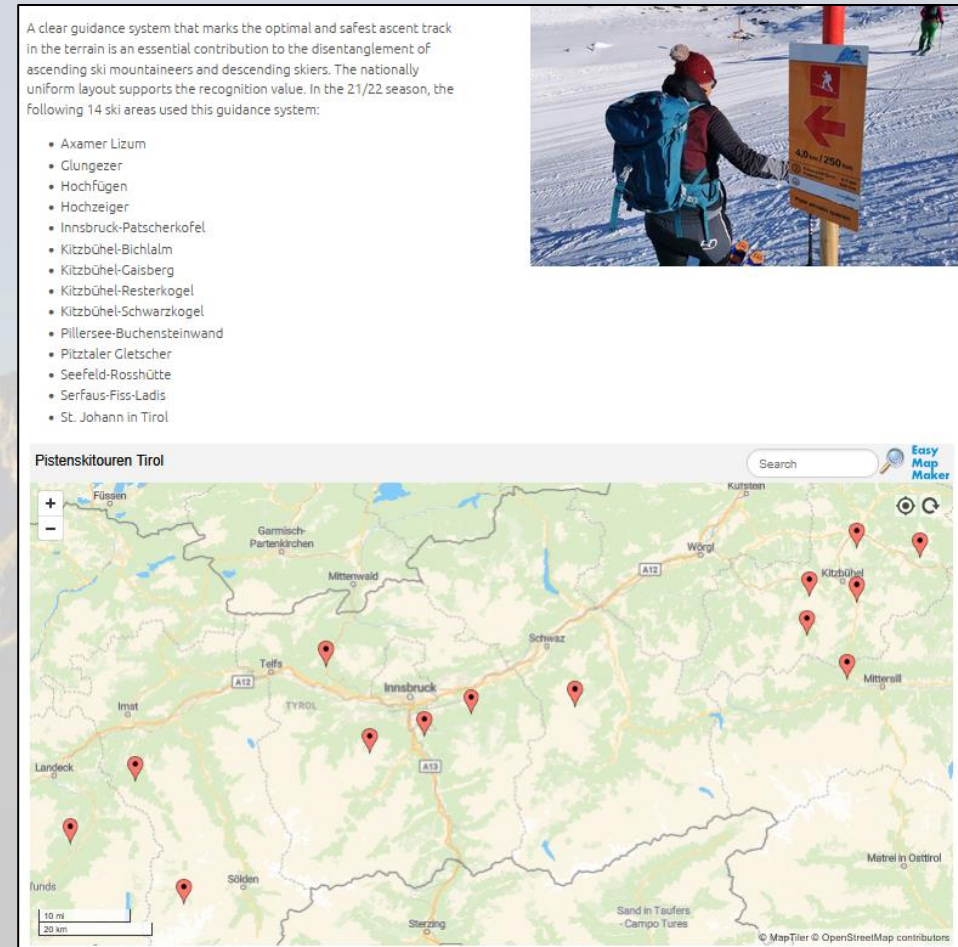 A clear guidance system that marks the optimal and safest ascent track
in the terrain is an essential contribution to the disentanglement of
ascending ski mountaineers and descending skiers. The nationally
uniform layout supports the recognition value. In the 21/22 season, the
following 14 ski areas used this guidance system:
• Axamer Lizum
• Glungezer
• Hochfügen
• Hochzeiger
• Innsbruck-Patscherkofel
• Kitzbühel-Bichlalm
• Kitzbühel-Gaisberg
• Kitzbühel-Resterkogel
• Kitzbühel-Schwarzkogel
• Pillersee-Buchensteinwand
• Pitztaler Gletscher
• Seefeld-Rosshütte
• Serfaus-Fiss-Ladis
• St. Johann in Tirol
4,0 km / 250 hm
Pistenskitouren Tirol
Search
Easy
Map
Maker
+
−
Füssen
Kufstein
Garmisch-
Partenkirchen
Wörgl
A12
Mittenwald
Kitzbühel
Schwaz
Telfs
A12
Innsbruck
Mittersill
Imst
TYROL
Landeck
A13
Matrei in Osttirol
funds
Sölden
10 mi
20 km
Sterzing
Sand in Taufers
- Campo Tures
© MapTiler © OpenStreetMap contributors